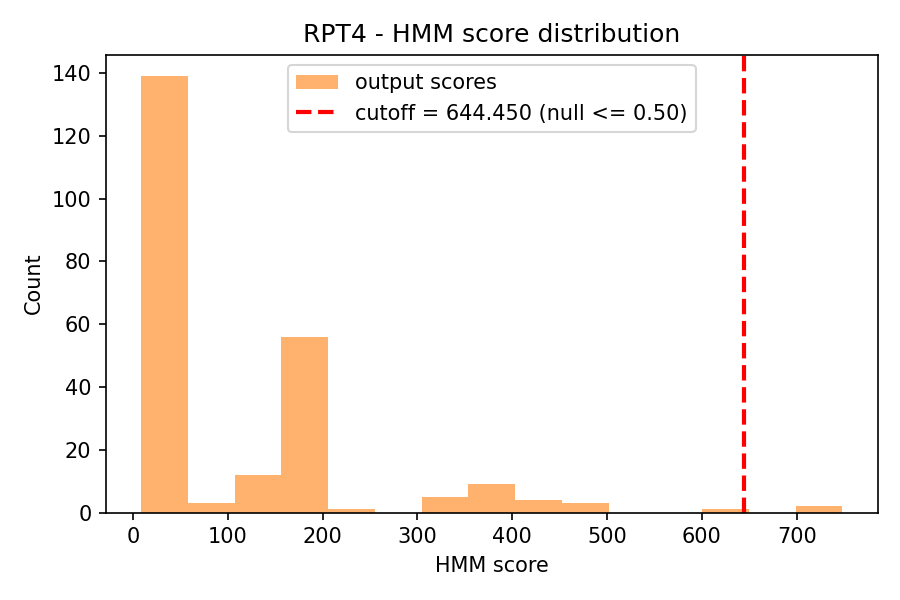 RPT4 - HMM score distribution
output scores
cutoff = 644.450 (null <= 0.50)
Count
140
120
100
80
60
40
20
0
0 100 200 300 400 500 600 700
HMM score